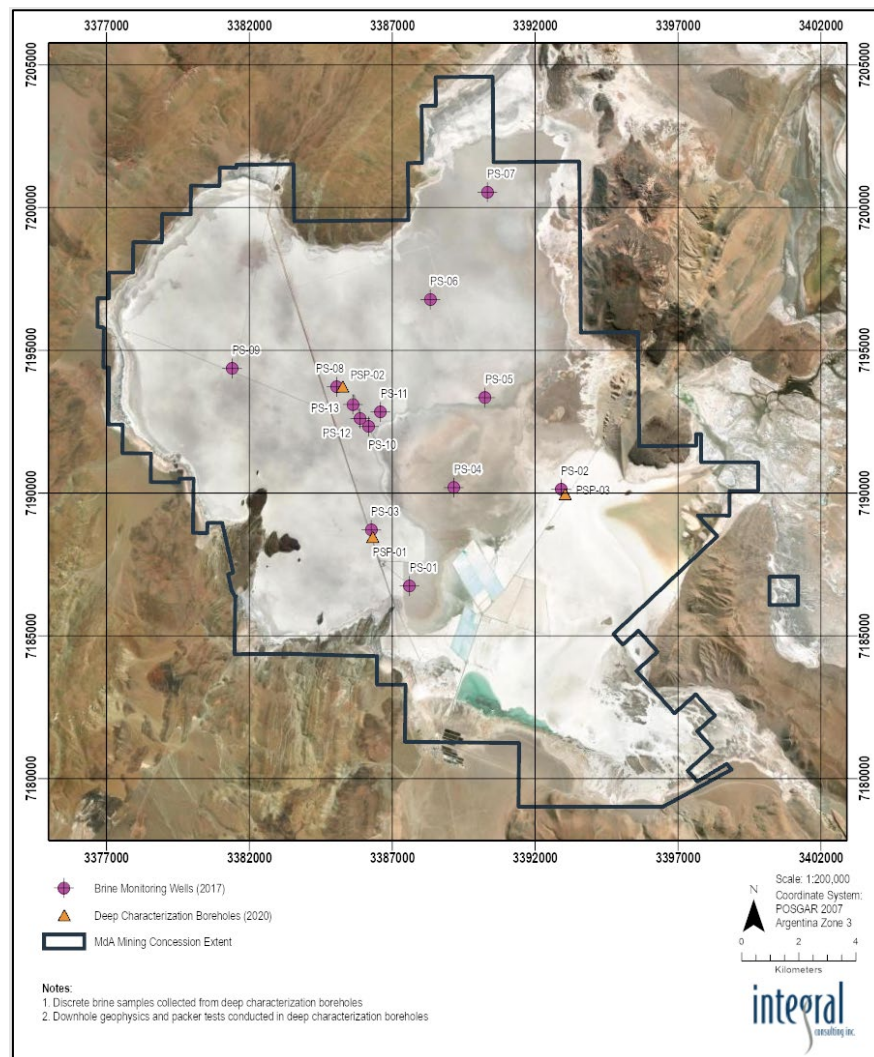 3377000 3382000 3387000 3392000 3397000 3402000
7205000 7205000
PS-07
7200000 7200000
PS-06
7195000 7195000
PS-09
PS-08 PSP-02
PS-05
PS-13 PS-11
PS-12 PS-10
PS-04 PS-02
7190000 PSP-03 7190000
PS-03
PSP-01
PS-01
7185000 7185000
7180000 7180000
3377000 3382000 3387000 3392000 3397000 3402000
Brine Monitoring Wells (2017)
Deep Characterization Boreholes (2020)
MdA Mining Concession Extent
N
Scale: 1:200,000
Coordinate System:
POSGAR 2007
Argentina Zone 3
0 2 4
Kilometers
Notes:
1. Discrete brine samples collected from deep characterization boreholes
2. Downhole geophysics and packer tests conducted in deep characterization boreholes
integral
consulting inc.